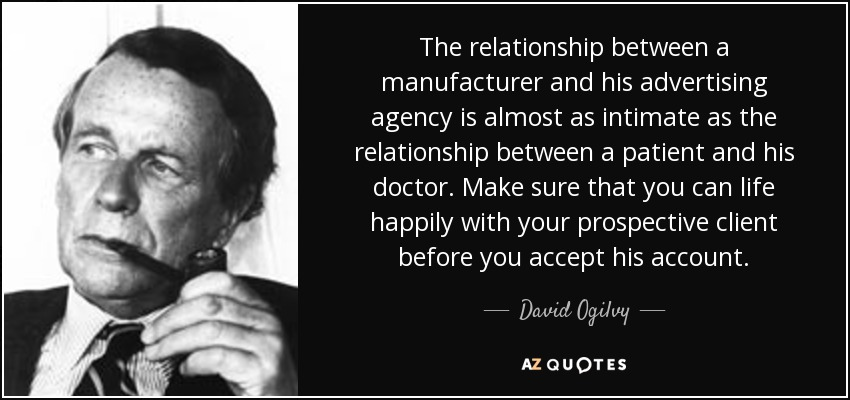 The relationship between a
manufacturer and his advertising
agency is almost as intimate as the
relationship between a patient and his
doctor. Make sure that you can life
happily with your prospective client
before you accept his account.
David Ogilvy
AZ QUOTES